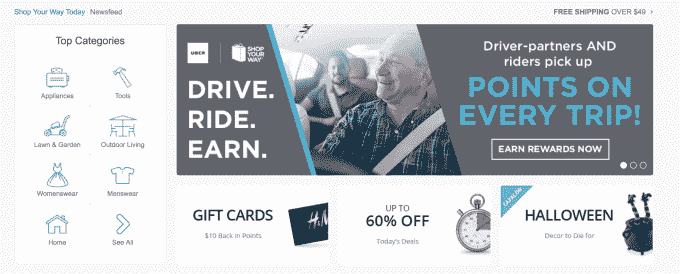 Shop Your Way Today · Newsfeed
FREE SHIPPING OVER $49 ›
Top Categories
Appliances
Tools
Lawn & Garden
Outdoor Living
Womenswear
Menswear
Home
See All
UBER
SHOP
YOUR
WAY
DRIVE.
RIDE.
EARN.
Driver-partners AND
riders pick up
POINTS ON
EVERY TRIP!
EARN REWARDS NOW
GIFT CARDS
$10 Back in Points
H&M
UP TO
60% OFF
Today's Deals
CATALOG
HALLOWEEN
Decor to Die for